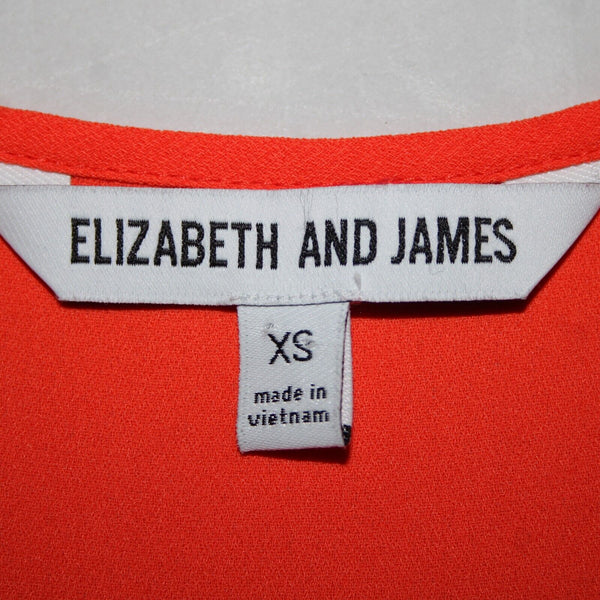 ELIZABETH AND JAMES
XS
made in
vietnam